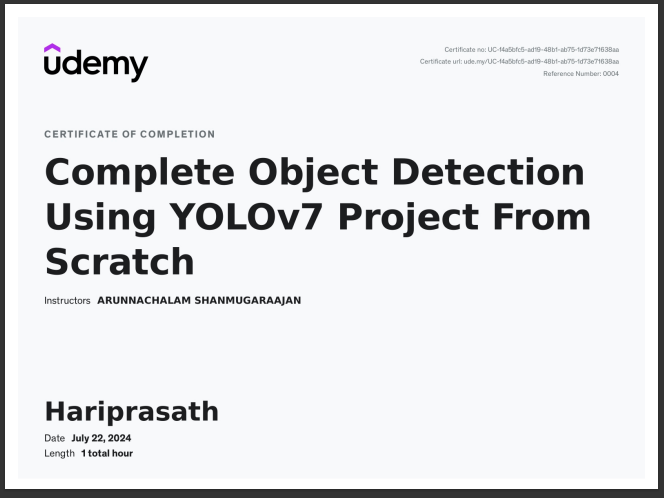 udemy
Certificate no: UC-f4a5bfc5-ad19-48b1-ab75-fd73e71638aa
Certificate url: ude.my/UC-f4a5bfc5-ad19-48b1-ab75-fd73e71638aa
Reference Number: 0004
CERTIFICATE OF COMPLETION
Complete Object Detection
Using YOLOv7 Project From
Scratch
Instructors ARUNNACHALAM SHANMUGARAAJAN
Hariprasath
Date July 22, 2024
Length 1 total hour